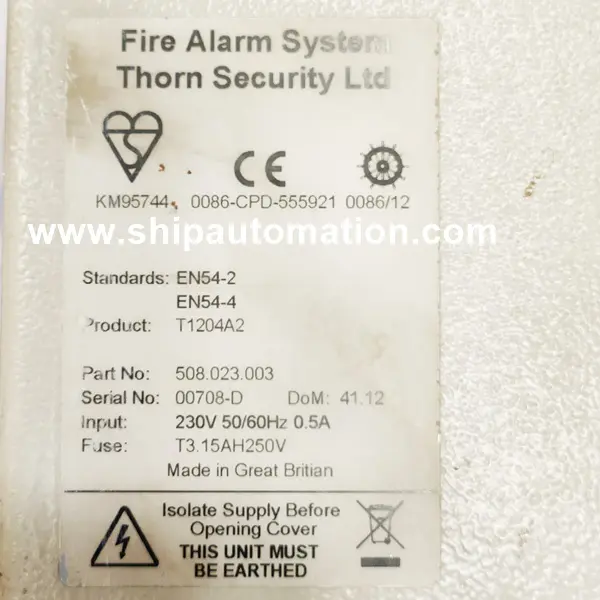 Fire Alarm System
Thorn Security Ltd
CE
KM95744 0086-CPD-555921 0086/12
www.shipautomation.com
Standards: EN54-2
EN54-4
Product: T1204A2
Part No: 508.023.003
Serial No: 00708-D DoM: 41.12
Input: 230V 50/60Hz 0.5A
Fuse: T3.15AH250V
Made in Great Britian
Isolate Supply Before
Opening Cover
THIS UNIT MUST
BE EARTHED